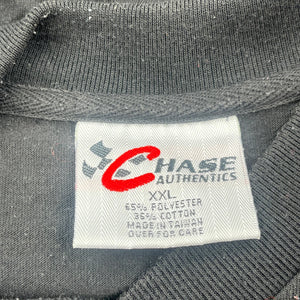 CHASE
AUTHENTICS
XXL
65% POLYESTER
35% COTTON
MADE IN TAIWAN
OVER FOR CARE